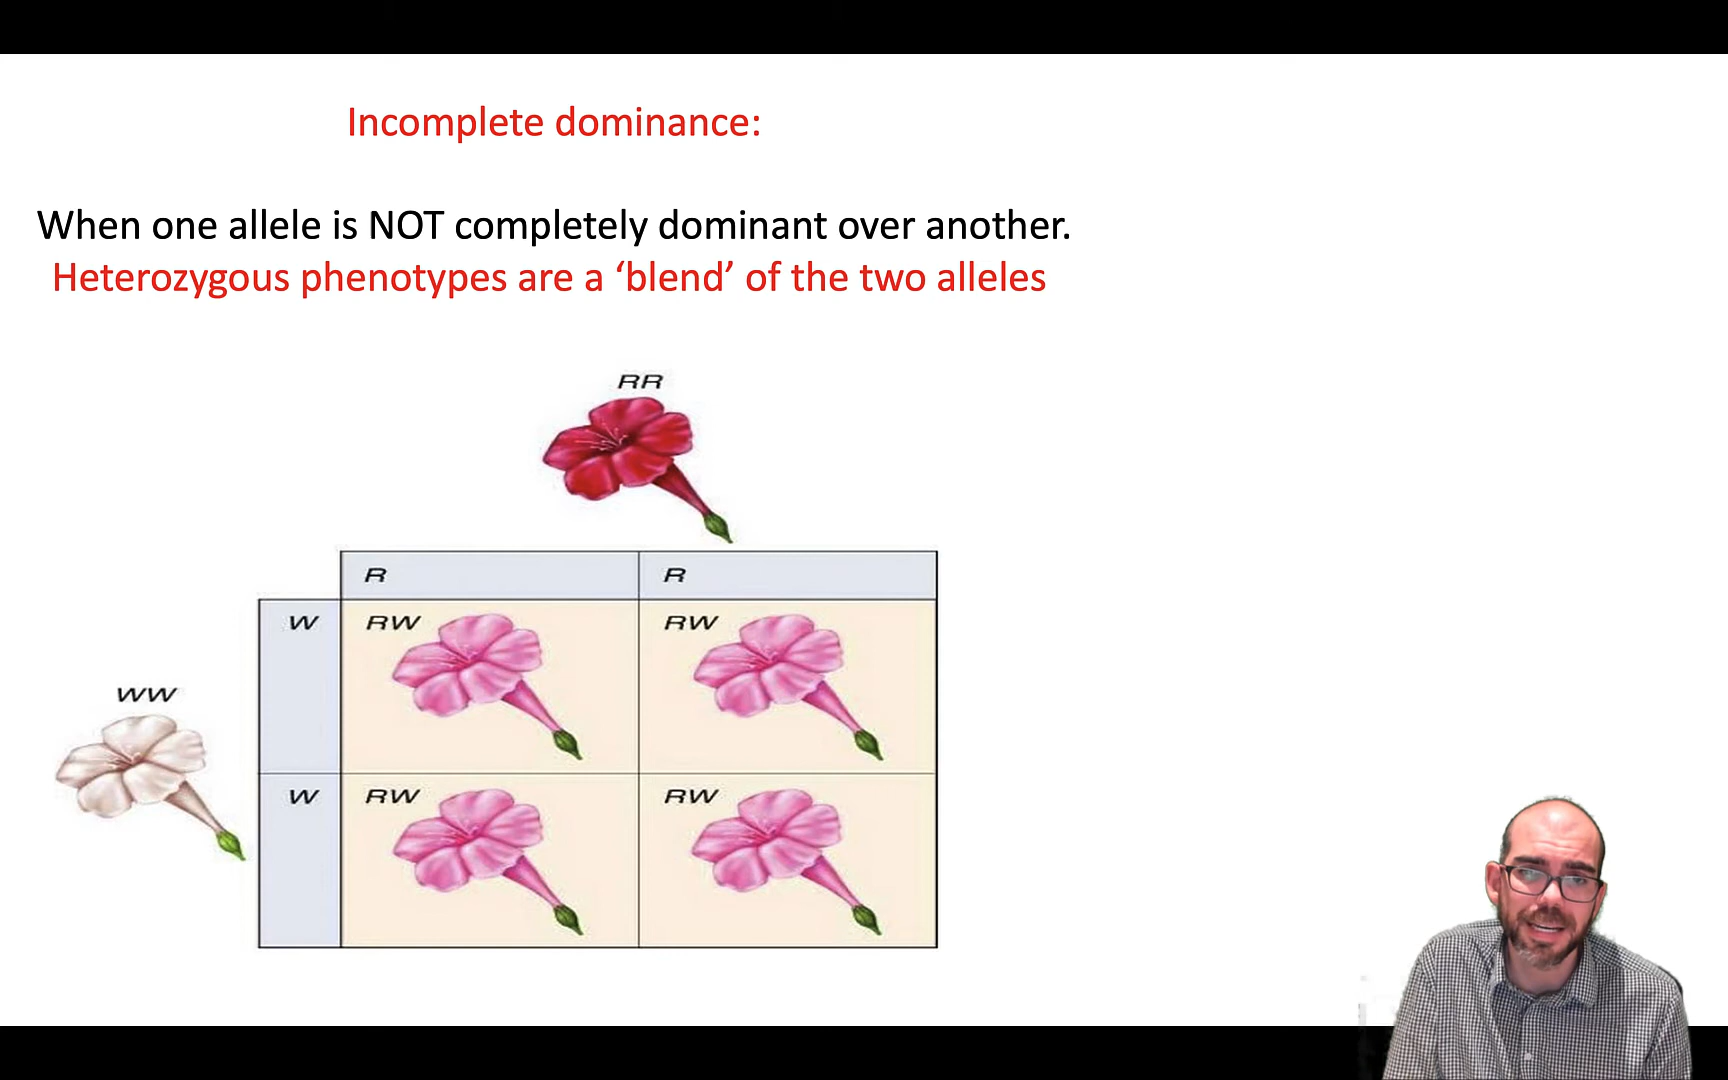 Incomplete dominance:
When one allele is NOT completely dominant over another.
Heterozygous phenotypes are a ‘blend’ of the two alleles
RR
R R
W RW RW
WW
W RW RW